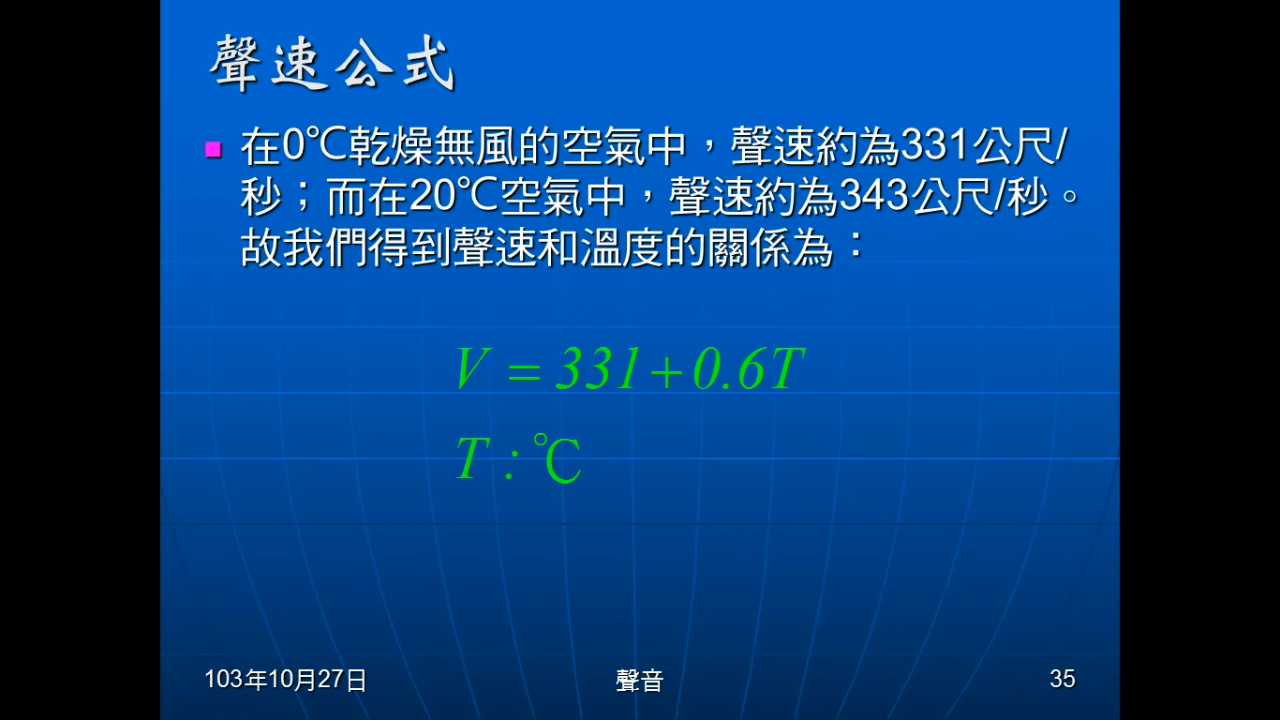 聲速公式
在0℃乾燥無風的空氣中，聲速約為331公尺/
秒；而在20℃空氣中，聲速約為343公尺/秒。
故我們得到聲速和溫度的關係為：
V = 331+0.6T
T : ℃
103年10月27日
聲音
35